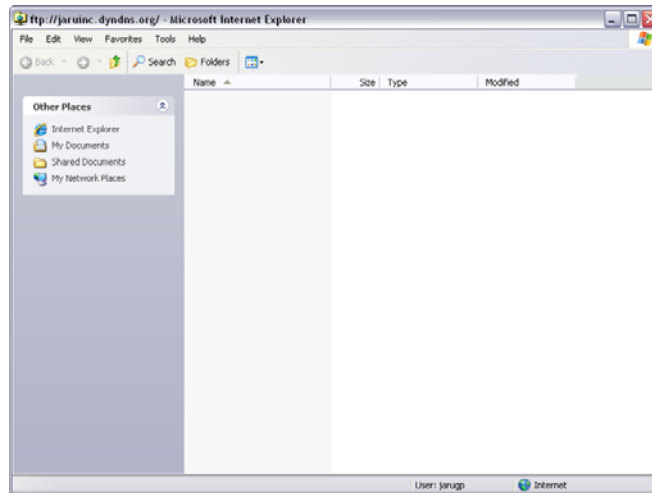 ftp://jaruinc.dyndns.org/ - Microsoft Internet Explorer
File Edit View Favorites Tools Help
Back Search Folders
Name Size Type Modified
Other Places
Internet Explorer
My Documents
Shared Documents
My Network Places
User: jarugp Internet